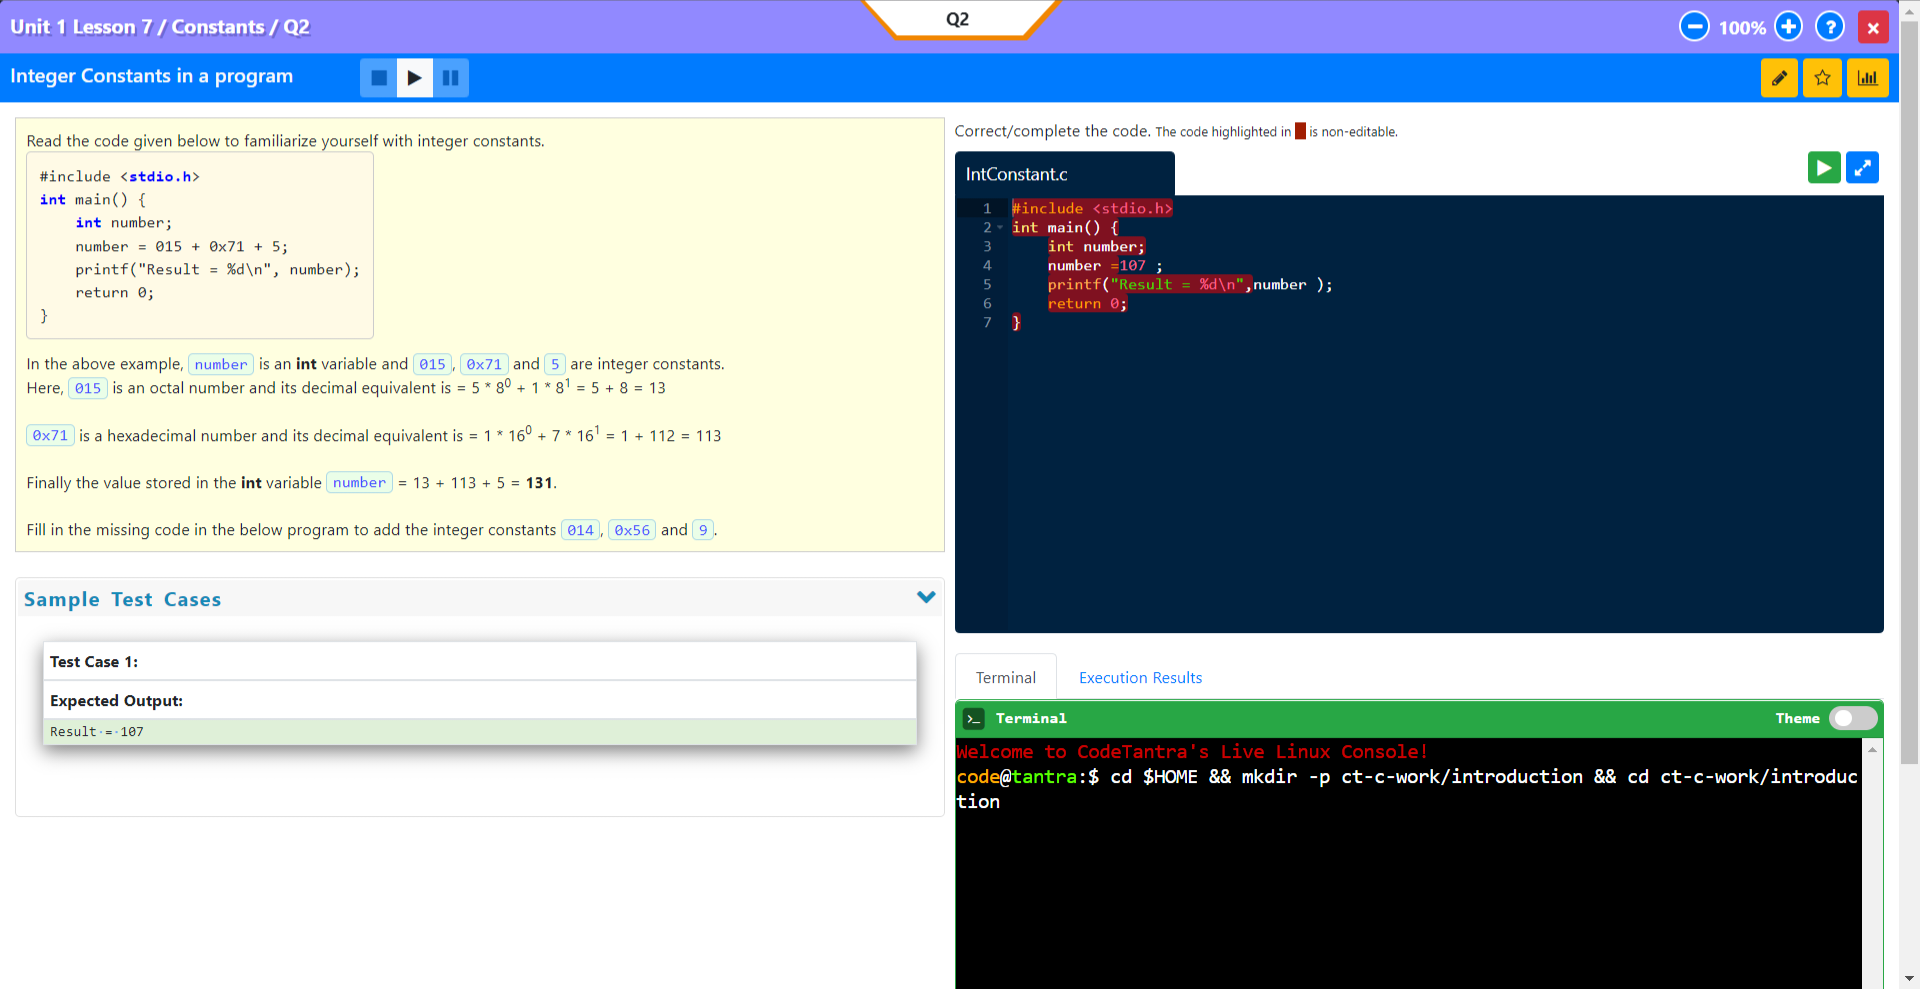 Unit 1 Lesson 7 / Constants / Q2
Q2
100%
?
×
Integer Constants in a program
Read the code given below to familiarize yourself with integer constants.
#include <stdio.h>
int main() {
    int number;
    number = 015 + 0x71 + 5;
    printf("Result = %d\n", number);
    return 0;
}
In the above example, number is an int variable and 015, 0x71 and 5 are integer constants.
Here, 015 is an octal number and its decimal equivalent is = 5 * 8⁰ + 1 * 8¹ = 5 + 8 = 13
0x71 is a hexadecimal number and its decimal equivalent is = 1 * 16⁰ + 7 * 16¹ = 1 + 112 = 113
Finally the value stored in the int variable number = 13 + 113 + 5 = 131.
Fill in the missing code in the below program to add the integer constants 014, 0x56 and 9.
Sample Test Cases
Test Case 1:
Expected Output:
Result·=·107
Correct/complete the code. The code highlighted in is non-editable.
IntConstant.c
1 #include <stdio.h>
2 int main() {
3     int number;
4     number =107 ;
5     printf("Result = %d\n",number );
6     return 0;
7 }
Terminal
Execution Results
>_ Terminal
Theme
Welcome to CodeTantra's Live Linux Console!
code@tantra:$ cd $HOME && mkdir -p ct-c-work/introduction && cd ct-c-work/introduc
tion